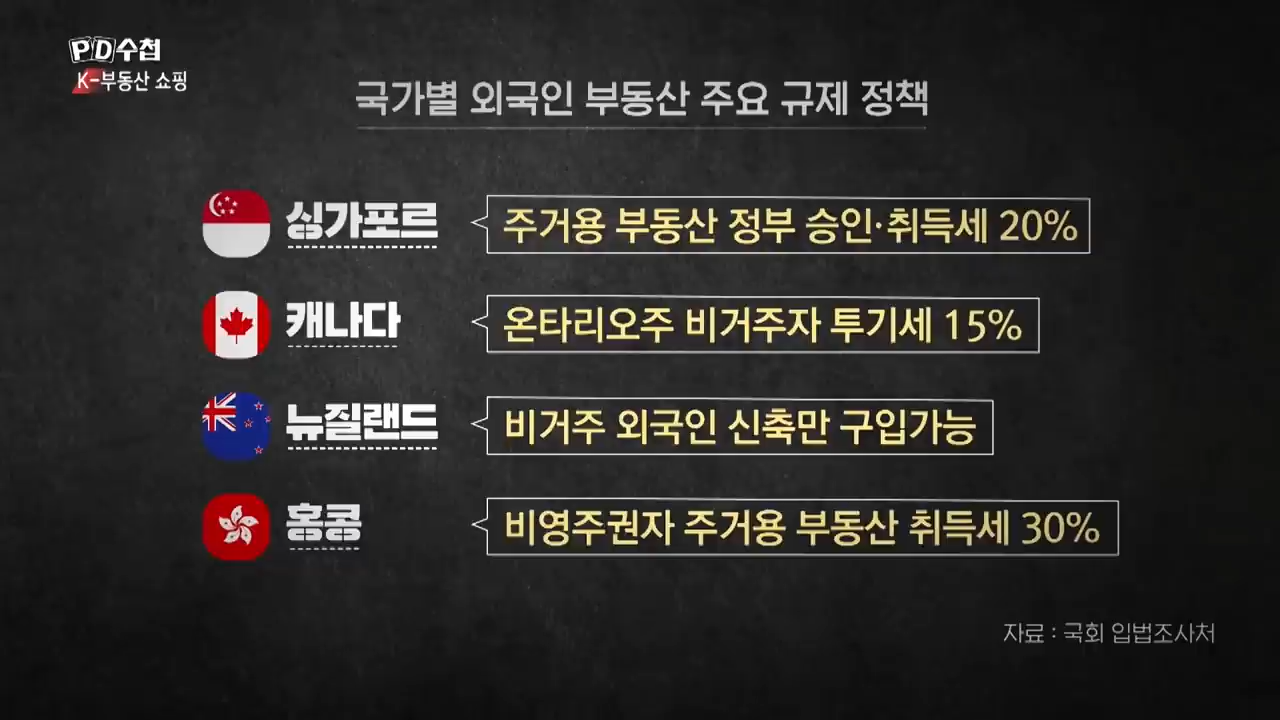 PD수첩
K-부동산 쇼핑
국가별 외국인 부동산 주요 규제 정책
싱가포르
주거용 부동산 정부 승인·취득세 20%
캐나다
온타리오주 비거주자 투기세 15%
뉴질랜드
비거주 외국인 신축만 구입가능
홍콩
비영주권자 주거용 부동산 취득세 30%
자료 : 국회 입법조사처